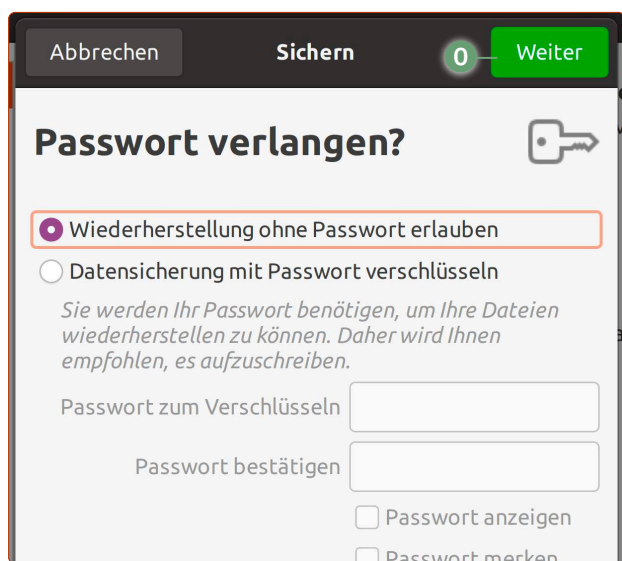 Abbrechen Sichern 0 Weiter
Passwort verlangen?
Wiederherstellung ohne Passwort erlauben
Datensicherung mit Passwort verschlüsseln
Sie werden Ihr Passwort benötigen, um Ihre Dateien
wiederherstellen zu können. Daher wird Ihnen
empfohlen, es aufzuschreiben.
Passwort zum Verschlüsseln
Passwort bestätigen
Passwort anzeigen
Passwort merken